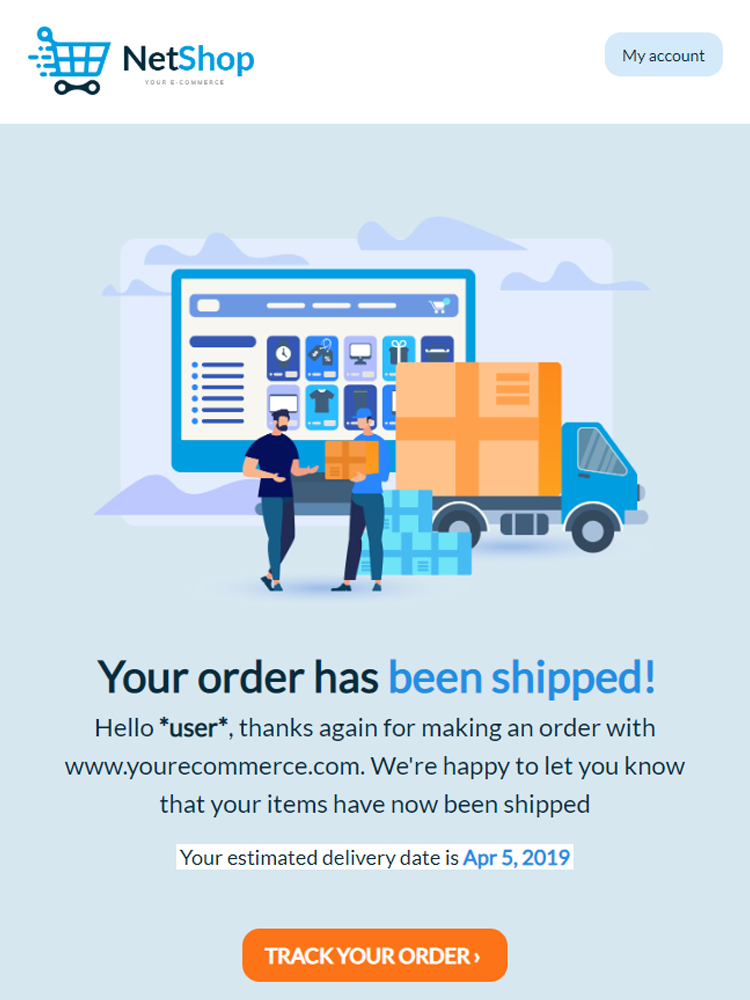 NetShop
YOUR E-COMMERCE
My account
Your order has been shipped!
Hello *user*, thanks again for making an order with
www.yourecommerce.com. We're happy to let you know
that your items have now been shipped
Your estimated delivery date is Apr 5, 2019
TRACK YOUR ORDER ›